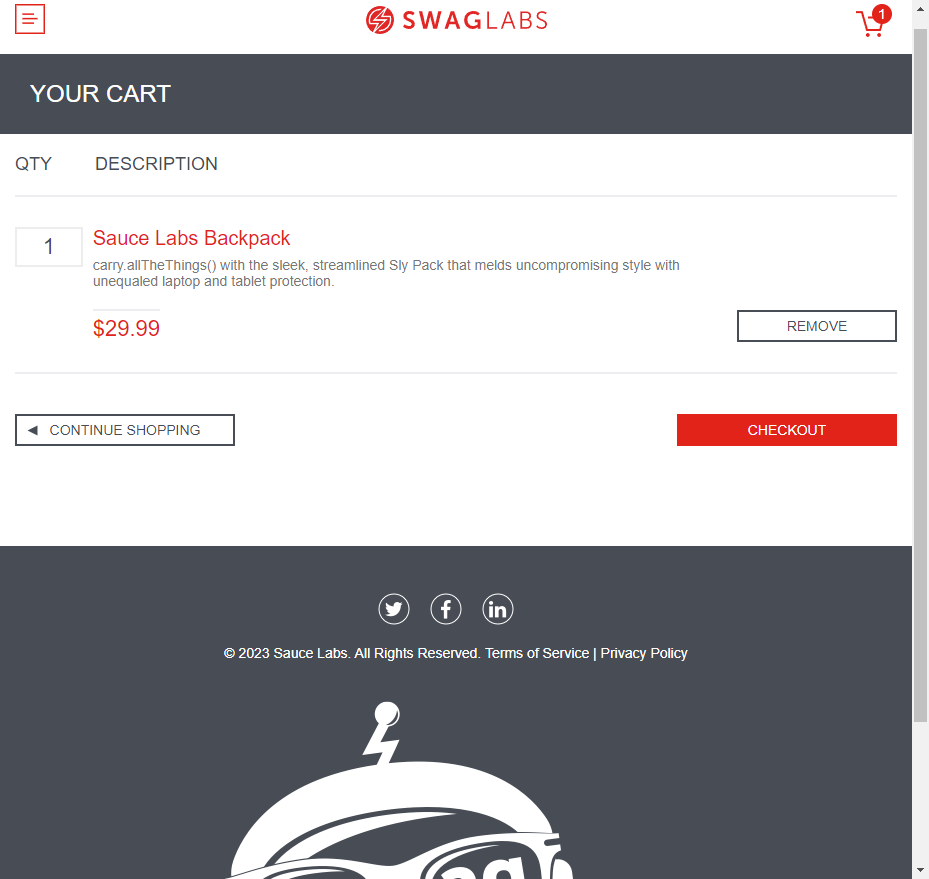 SWAGLABS
1
YOUR CART
QTY DESCRIPTION
1
Sauce Labs Backpack
carry.allTheThings() with the sleek, streamlined Sly Pack that melds uncompromising style with
unequaled laptop and tablet protection.
$29.99
REMOVE
CONTINUE SHOPPING
CHECKOUT
© 2023 Sauce Labs. All Rights Reserved. Terms of Service | Privacy Policy